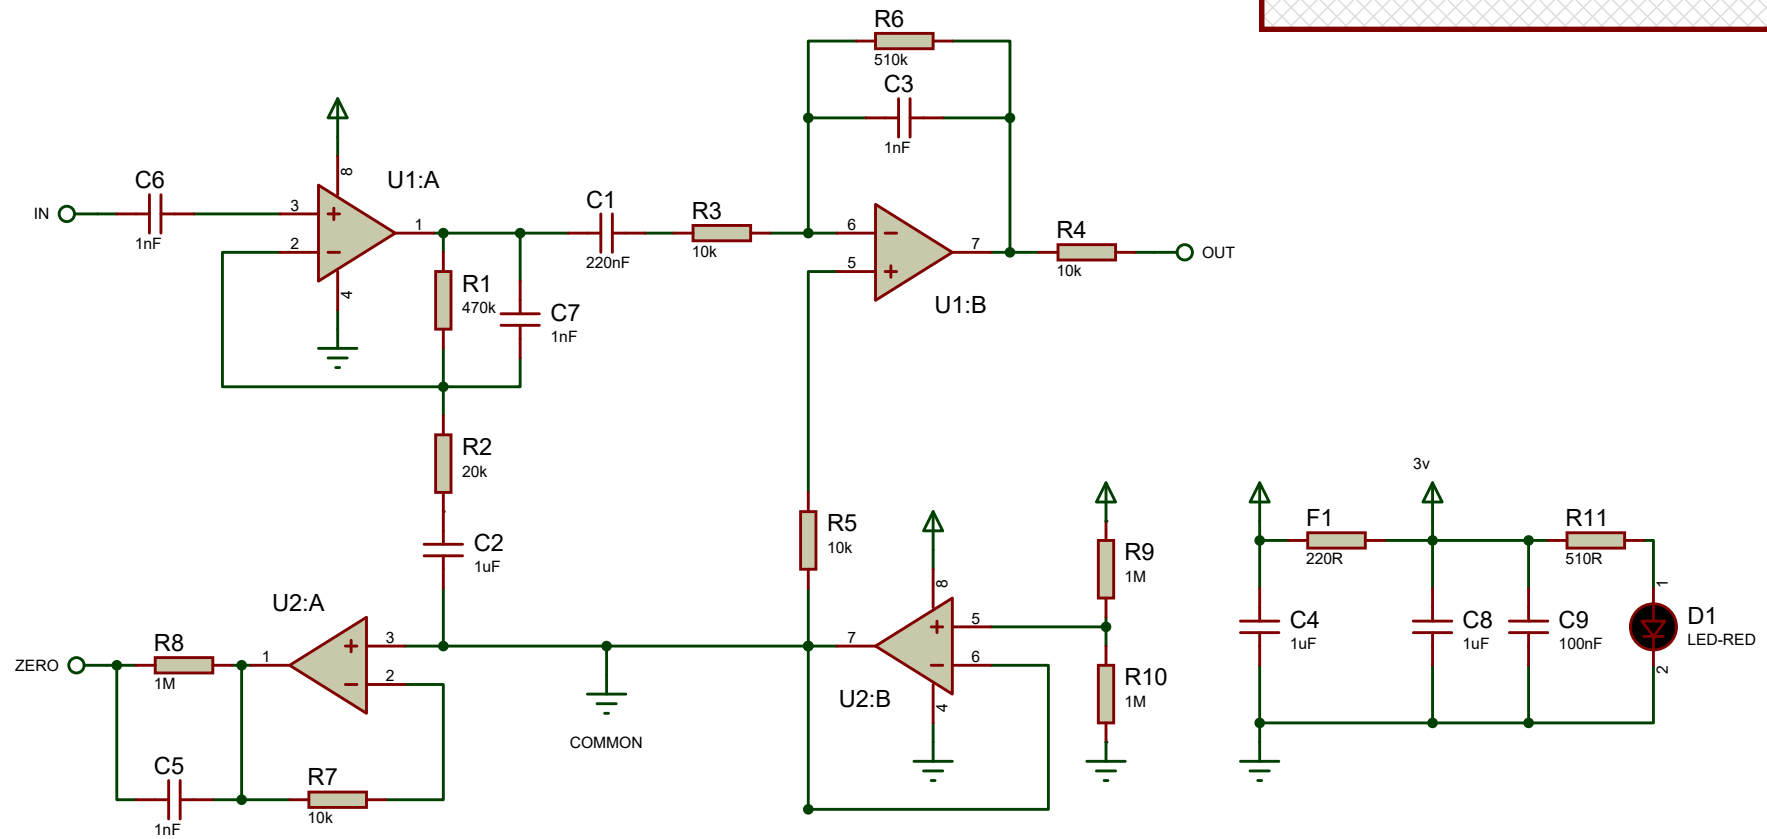 R6
510k
C3
1nF
8
U1:A
C6
IN
3
1
1nF
2
4
C1
220nF
R3
10k
6
5
7
U1:B
R4
10k
OUT
R1
470k
C7
1nF
R2
20k
C2
1uF
R5
10k
3v
F1
220R
R11
510R
R9
1M
8
5
7
6
4
U2:B
R10
1M
C4
1uF
C8
1uF
C9
100nF
1
D1
LED-RED
2
U2:A
3
2
1
ZERO
R8
1M
COMMON
C5
1nF
R7
10k